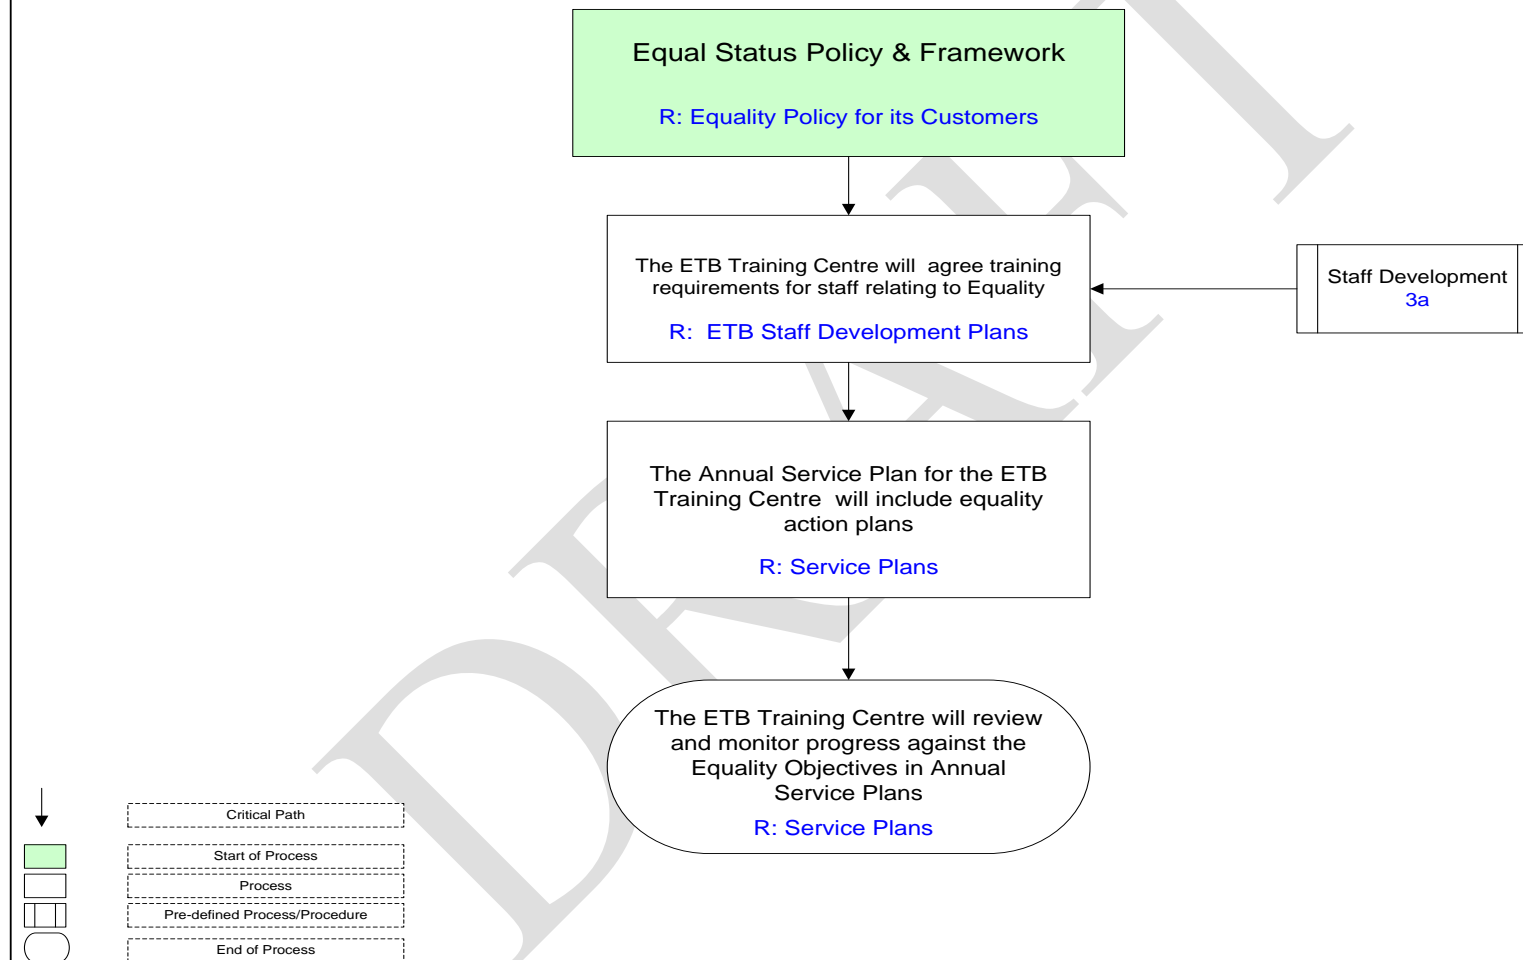 Equal Status Policy & Framework
R: Equality Policy for its Customers
The ETB Training Centre will agree training
requirements for staff relating to Equality
R: ETB Staff Development Plans
Staff Development
3a
The Annual Service Plan for the ETB
Training Centre will include equality
action plans
R: Service Plans
The ETB Training Centre will review
and monitor progress against the
Equality Objectives in Annual
Service Plans
R: Service Plans
Critical Path
Start of Process
Process
Pre-defined Process/Procedure
End of Process
DRAFT